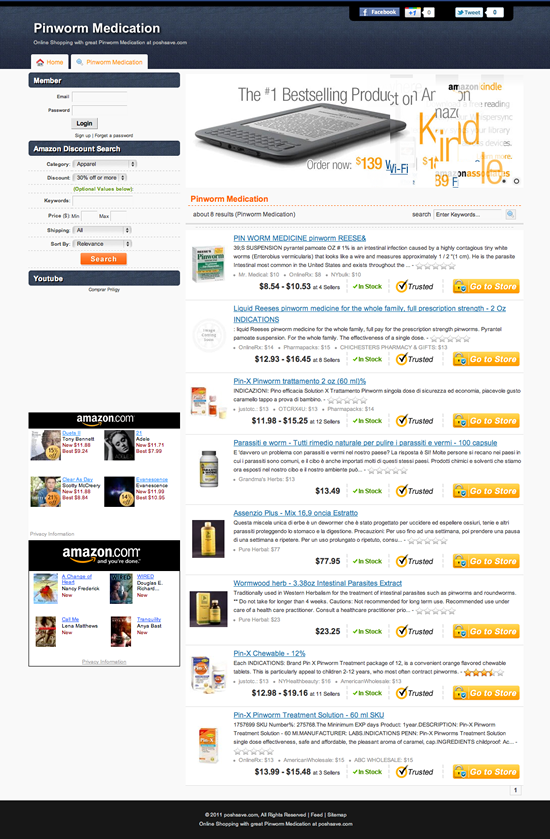 Facebook
0
Tweet 0
Pinworm Medication
Online Shopping with great Pinworm Medication at poshsave.com
Home
Pinworm Medication
Member
Email
Password
Login
Sign up | Forgot a password
Amazon Discount Search
Category: Apparel
Discount: 30% off or more
(Optional Values below)
Keywords:
Price ($) Min Max
Shipping: All
Sort By: Relevance
Search
Youtube
Comprar Priligy
amazon.com
Duets II
Tony Bennett
New $11.88
Best $9.24
21
Adele
New $11.71
Best $7.99
Clear As Day
Scotty McCreery
New $11.88
Best $8.84
Evanescence
Evanescence
New $11.99
Best $10.95
Privacy Information
amazon.com
and you're done.
A Change of
Heart
Nancy Frederick
New
WIRED
Douglas E.
Richard...
New
Call Me
Lena Matthews
New
Tranquility
Anya Bast
New
Privacy Information
The #1 Bestselling Product on Amazon
amazon kindle
Kindle
Order now: $139 Wi-Fi
amazonassociates
Pinworm Medication
about 8 results (Pinworm Medication)
search Enter Keywords...
PIN WORM MEDICINE pinworm REESE&
39;S SUSPENSION pyrantel pamoate OZ # 1% is an intestinal infection caused by a highly contagious tiny white
worms (Enterobius vermicularis) that looks like a wire and measures approximately 1 / 2 "(1 cm). He is the parasite
Intestinal most common in the United States and exists throughout the ... -
Mr. Medical: $10 OnlineRx: $8 NYbulk: $10
$8.54 - $10.53 at 4 Sellers
In Stock
Trusted
Go to Store
Liquid Reeses pinworm medicine for the whole family, full prescription strength - 2 Oz
INDICATIONS
Image Coming Soon
: liquid Reeses pinworm medicine for the whole family, full pay for the prescription strength pinworms. Pyrantel
pamoate suspension. For the whole family. The effectiveness of a single dose. -
OnlineRx: $14 Pharmapacks: $15 CHICHESTERS PHARMACY & GIFTS: $13
$12.93 - $16.45 at 8 Sellers
In Stock
Trusted
Go to Store
Pin-X Pinworm trattamento 2 oz (60 ml)%
INDICAZIONI: Pino efficacia Solution X Trattamento Pinworm singola dose di sicurezza ed economia, piacevole gusto
caramello tappo a prova di bambino. -
justotc.: $13 OTCRX4U: $13 Pharmapacks: $14
$11.98 - $15.25 at 12 Sellers
In Stock
Trusted
Go to Store
Parassiti e worm - Tutti rimedio naturale per pulire i parassiti e vermi - 100 capsule
E 'davvero un problema con parassiti e vermi nel nostro paese? La risposta è Sì! Molte persone si recano nei paesi in
cui i parassiti sono comuni, e il cibo è anche importati molti di questi stessi paesi. Prodotti chimici e solventi che stiamo
ora esposti nel nostro cibo e il nostro ambiente può... -
Grandma's Herbs: $13
$13.49
In Stock
Trusted
Go to Store
Assenzio Plus - Mix 16,9 oncia Estratto
Questa miscela unica di erbe è un dewormer che è stato progettato per uccidere ed espellere ossiuri, tenie e altri
parassiti proteggendo lo stomaco e la digestione. Precauzioni: Per uso fino ad una settimana, poi prendere una pausa
di una settimana e ripetere. Per un uso prolungato o ripetuto, consu... -
Pure Herbal: $77
$77.95
In Stock
Trusted
Go to Store
Wormwood herb - 3.38oz Intestinal Parasites Extract
Traditionally used in Western Herbalism for the treatment of intestinal parasites such as pinworms and roundworms.
** Do not take for longer than 4 weeks. Cautions: Not recommended for long term use. Recommended use under
care of a health care practitioner. Consult a healthcare practitioner prio... -
Pure Herbal: $23
$23.25
In Stock
Trusted
Go to Store
Pin-X Chewable - 12%
Each INDICATIONS: Brand Pin-X Pinworm Treatment package of 12, is a convenient orange flavored chewable
tablets. This is particularly appeal to children 2-12 years, who most often contract pinworms. -
justotc.: $13 NYHealthbeauty: $16 AmericanWholesale: $13
$12.98 - $19.16 at 11 Sellers
In Stock
Trusted
Go to Store
Pin-X Pinworm Treatment Solution - 60 ml SKU
1757699 SKU Number%: 275768.The Minimum EXP days Product: 1year.DESCRIPTION: Pin-X Pinworm
Treatment Solution - 60 Ml.MANUFACTURER: LABS.INDICATIONS PENN: Pin-X Pinworms Treatment Solution
single dose effectiveness, safe and affordable, the pleasant aroma of caramel, cap.INGREDIENTS childproof: Ac... -
OnlineRx: $13 AmericanWholesale: $15 ABC WHOLESALE: $15
$13.99 - $15.48 at 3 Sellers
In Stock
Trusted
Go to Store
1
© 2011 poshsave.com, All Rights Reserved | Feed | Sitemap
Online Shopping with great Pinworm Medication at poshsave.com